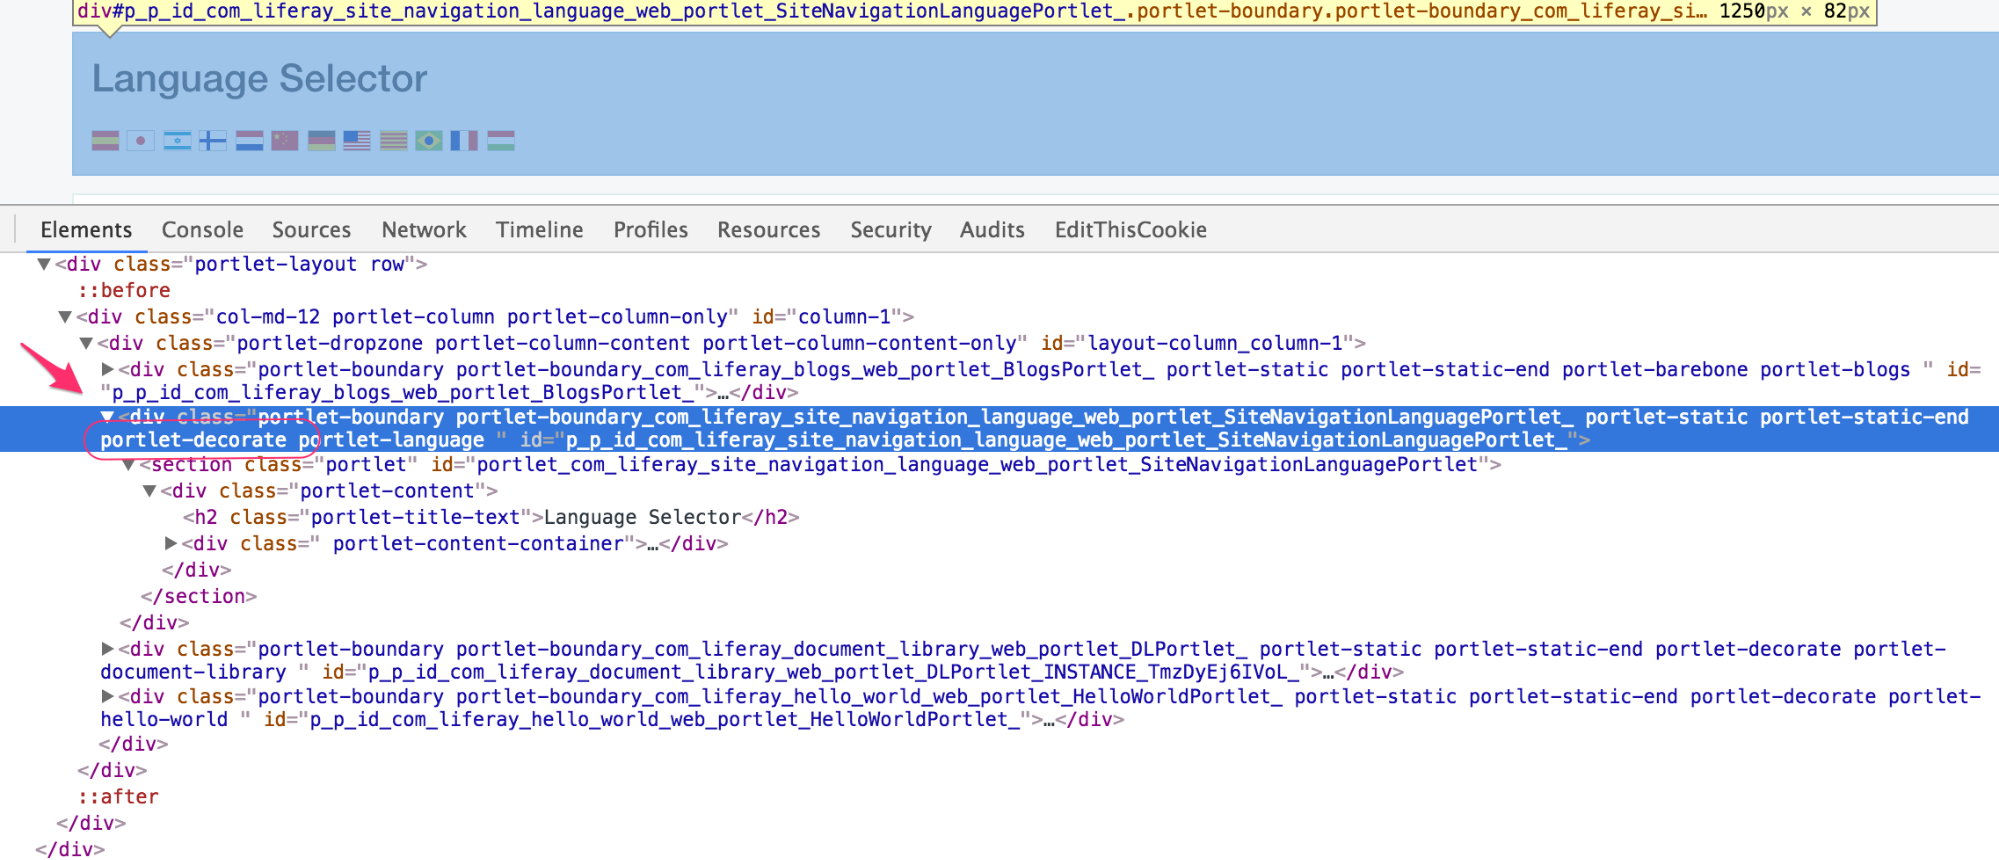 div#p_p_id_com_liferay_site_navigation_language_web_portlet_SiteNavigationLanguagePortlet_.portlet-boundary.portlet-boundary_com_liferay_si… 1250px × 82px
Language Selector
Elements Console Sources Network Timeline Profiles Resources Security Audits EditThisCookie
▼<div class="portlet-layout row">
::before
▼<div class="col-md-12 portlet-column portlet-column-only" id="column-1">
▼<div class="portlet-dropzone portlet-column-content portlet-column-content-only" id="layout-column_column-1">
▶<div class="portlet-boundary portlet-boundary_com_liferay_blogs_web_portlet_BlogsPortlet_ portlet-static portlet-static-end portlet-barebone portlet-blogs " id=
"p_p_id_com_liferay_blogs_web_portlet_BlogsPortlet_">…</div>
▼<div class="portlet-boundary portlet-boundary_com_liferay_site_navigation_language_web_portlet_SiteNavigationLanguagePortlet_ portlet-static portlet-static-end
portlet-decorate portlet-language " id="p_p_id_com_liferay_site_navigation_language_web_portlet_SiteNavigationLanguagePortlet_">
▼<section class="portlet" id="portlet_com_liferay_site_navigation_language_web_portlet_SiteNavigationLanguagePortlet">
▼<div class="portlet-content">
<h2 class="portlet-title-text">Language Selector</h2>
▶<div class=" portlet-content-container">…</div>
</div>
</section>
</div>
▶<div class="portlet-boundary portlet-boundary_com_liferay_document_library_web_portlet_DLPortlet_ portlet-static portlet-static-end portlet-decorate portlet-
document-library " id="p_p_id_com_liferay_document_library_web_portlet_DLPortlet_INSTANCE_TmzDyEj6IVoL_">…</div>
▶<div class="portlet-boundary portlet-boundary_com_liferay_hello_world_web_portlet_HelloWorldPortlet_ portlet-static portlet-static-end portlet-decorate portlet-
hello-world " id="p_p_id_com_liferay_hello_world_web_portlet_HelloWorldPortlet_">…</div>
</div>
</div>
::after
</div>
</div>